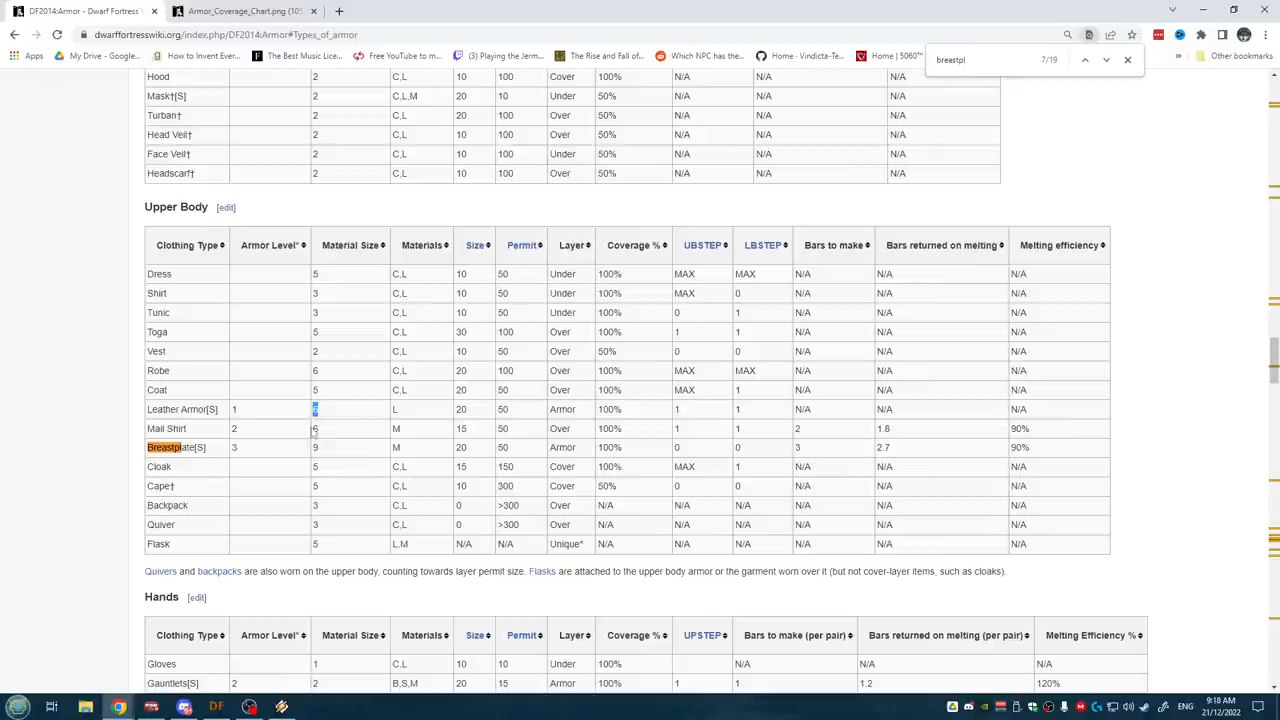 DF2014:Armor - Dwarf Fortress W
Armor_Coverage_Chart.png (10%
dwarffortresswiki.org/index.php/DF2014:Armor#Types_of_armor
Apps My Drive - Google... How to Invent Ever... The Best Music Lice... Free YouTube to m... (3) Playing the Jerm... The Rise and Fall of... Which NPC has the... GitHub - Vindicta-T... Home | 5060™ » Other bookmarks
breastpl 7/19
Hood 2 C,L 10 100 Cover 100% N/A N/A N/A
Mask†[S] 2 C,L,M 20 10 Under 50% N/A N/A N/A
Turban† 2 C,L 20 100 Over 50% N/A N/A N/A
Head Veil† 2 C,L 10 100 Over 50% N/A N/A N/A
Face Veil† 2 C,L 10 100 Under 50% N/A N/A N/A
Headscarf† 2 C,L 10 100 Over 50% N/A N/A N/A
Upper Body [edit]
Clothing Type Armor Level* Material Size Materials Size Permit Layer Coverage % UBSTEP LBSTEP Bars to make Bars returned on melting Melting efficiency
Dress 5 C,L 10 50 Under 100% MAX MAX N/A N/A N/A
Shirt 3 C,L 10 50 Under 100% MAX 0 N/A N/A N/A
Tunic 3 C,L 10 50 Under 100% 0 1 N/A N/A N/A
Toga 5 C,L 30 100 Over 100% 1 1 N/A N/A N/A
Vest 2 C,L 10 50 Over 50% 0 0 N/A N/A N/A
Robe 6 C,L 20 100 Over 100% MAX MAX N/A N/A N/A
Coat 5 C,L 20 50 Over 100% MAX 1 N/A N/A N/A
Leather Armor[S] 1 6 L 20 50 Armor 100% 1 1 N/A N/A N/A
Mail Shirt 2 6 M 15 50 Over 100% 1 1 2 1.8 90%
Breastplate[S] 3 9 M 20 50 Armor 100% 0 0 3 2.7 90%
Cloak 5 C,L 15 150 Cover 100% MAX 1 N/A N/A N/A
Cape† 5 C,L 10 300 Cover 50% 0 0 N/A N/A N/A
Backpack 3 C,L 0 >300 Over N/A N/A N/A N/A N/A N/A
Quiver 3 C,L 0 >300 Over N/A N/A N/A N/A N/A N/A
Flask 5 L.M N/A N/A Unique* N/A N/A N/A N/A N/A N/A
Quivers and backpacks are also worn on the upper body, counting towards layer permit size. Flasks are attached to the upper body armor or the garment worn over it (but not cover-layer items, such as cloaks).
Hands [edit]
Clothing Type Armor Level* Material Size Materials Size Permit Layer Coverage % UPSTEP Bars to make (per pair) Bars returned on melting (per pair) Melting Efficiency %
Gloves 1 C,L 10 10 Under 100% N/A N/A N/A
Gauntlets[S] 2 2 B,S,M 20 15 Armor 100% 1 1 1.2 120%
ENG
9:18 AM
21/12/2022